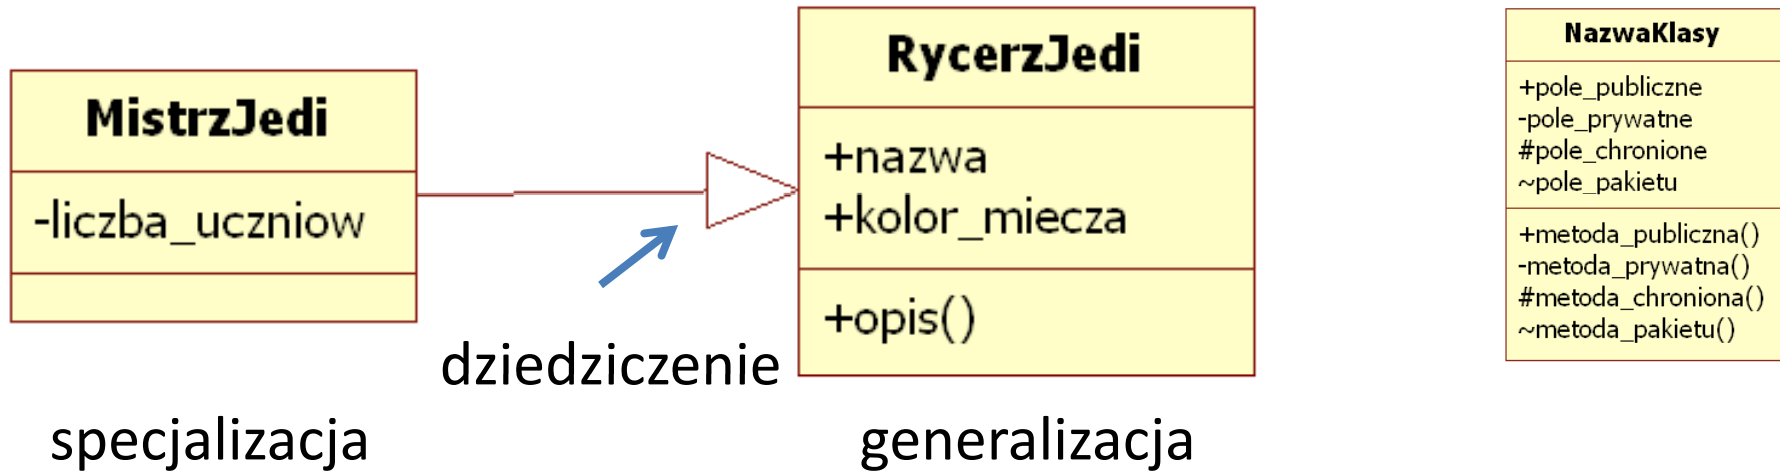 MistrzJedi
-liczba_uczniow
dziedziczenie
specjalizacja
RycerzJedi
+nazwa
+kolor_miecza
+opis()
generalizacja
NazwaKlasy
+pole_publiczne
-pole_prywatne
#pole_chronione
~pole_pakietu
+metoda_publiczna()
-metoda_prywatna()
#metoda_chroniona()
~metoda_pakietu()